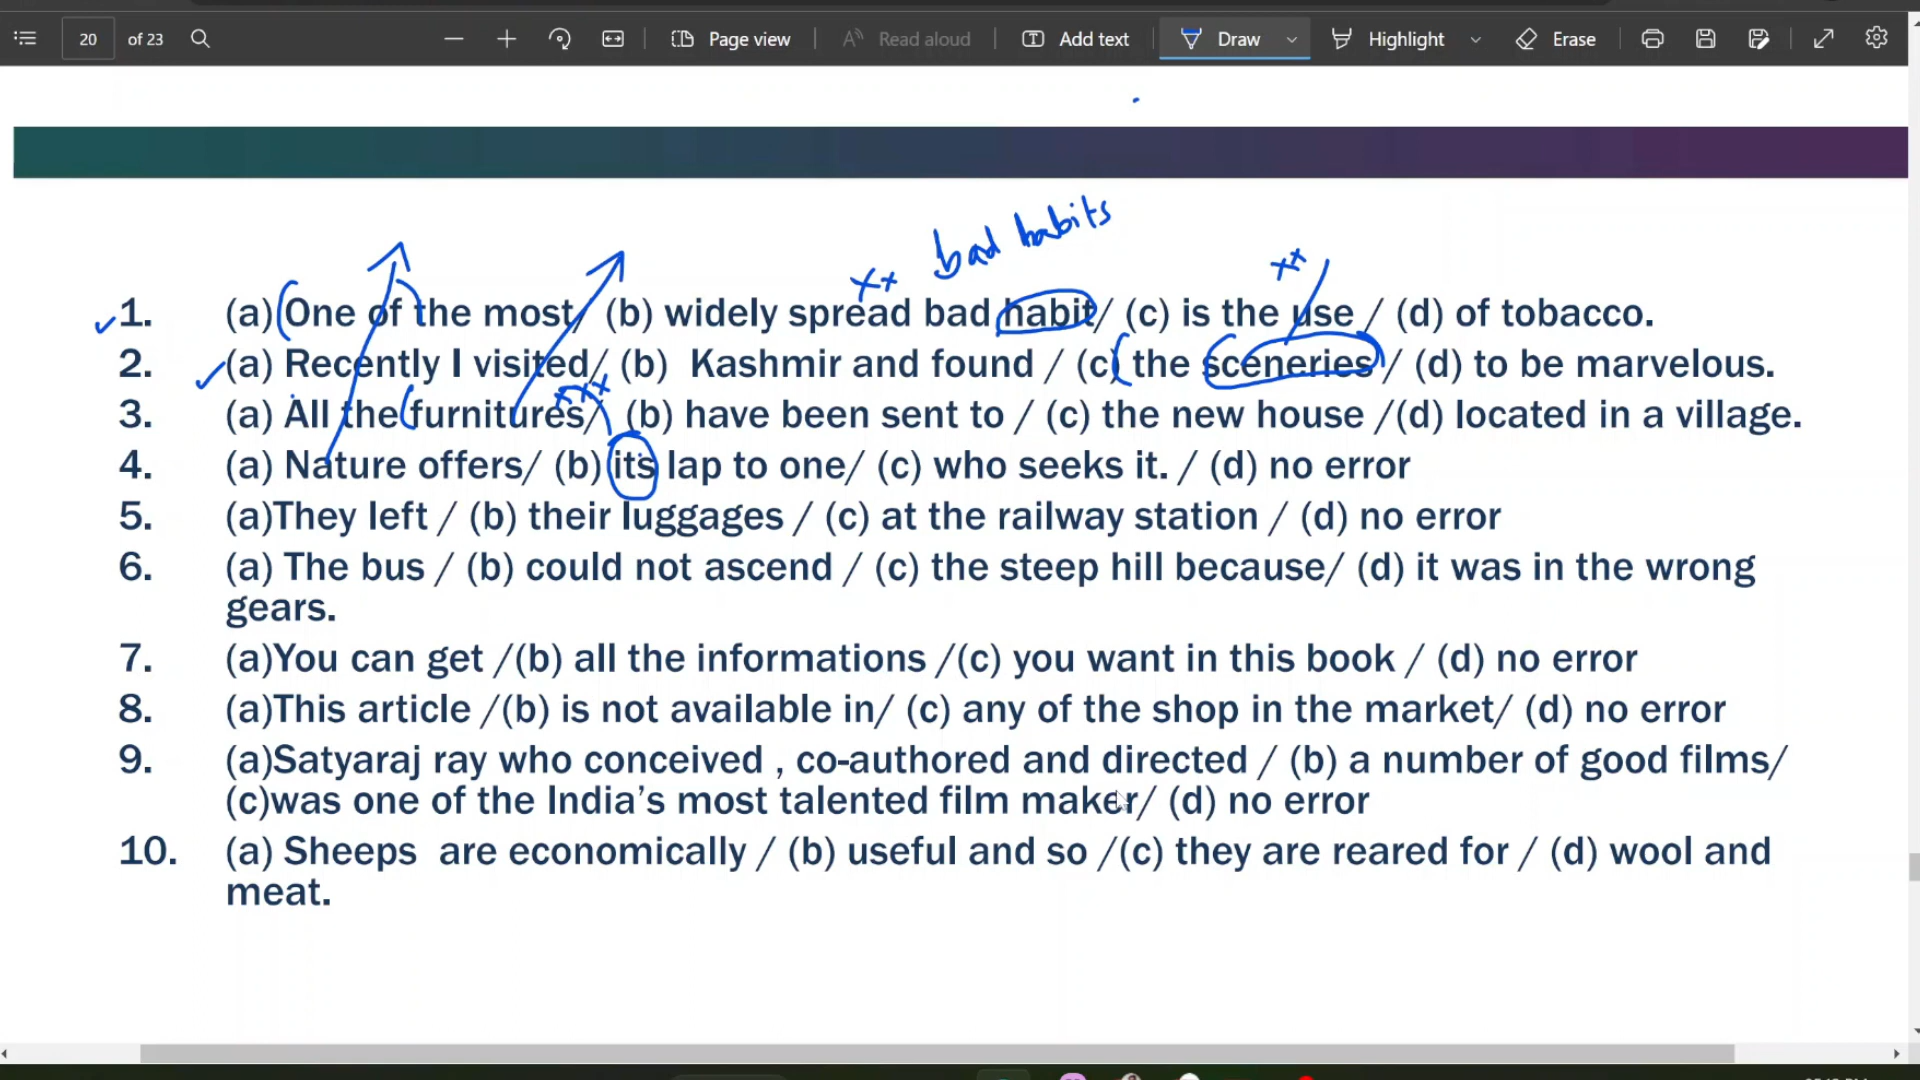 20 of 23 Page view Read aloud Add text Draw Highlight Erase
bad habits
xx xx
1. (a) One of the most/ (b) widely spread bad habit/ (c) is the use / (d) of tobacco.
2. (a) Recently I visited/ (b) Kashmir and found / (c) the sceneries / (d) to be marvelous.
xxx
3. (a) All the furnitures/ (b) have been sent to / (c) the new house /(d) located in a village.
4. (a) Nature offers/ (b) its lap to one/ (c) who seeks it. / (d) no error
5. (a)They left / (b) their luggages / (c) at the railway station / (d) no error
6. (a) The bus / (b) could not ascend / (c) the steep hill because/ (d) it was in the wrong
gears.
7. (a)You can get /(b) all the informations /(c) you want in this book / (d) no error
8. (a)This article /(b) is not available in/ (c) any of the shop in the market/ (d) no error
9. (a)Satyaraj ray who conceived , co-authored and directed / (b) a number of good films/
(c)was one of the India’s most talented film maker/ (d) no error
10. (a) Sheeps are economically / (b) useful and so /(c) they are reared for / (d) wool and
meat.